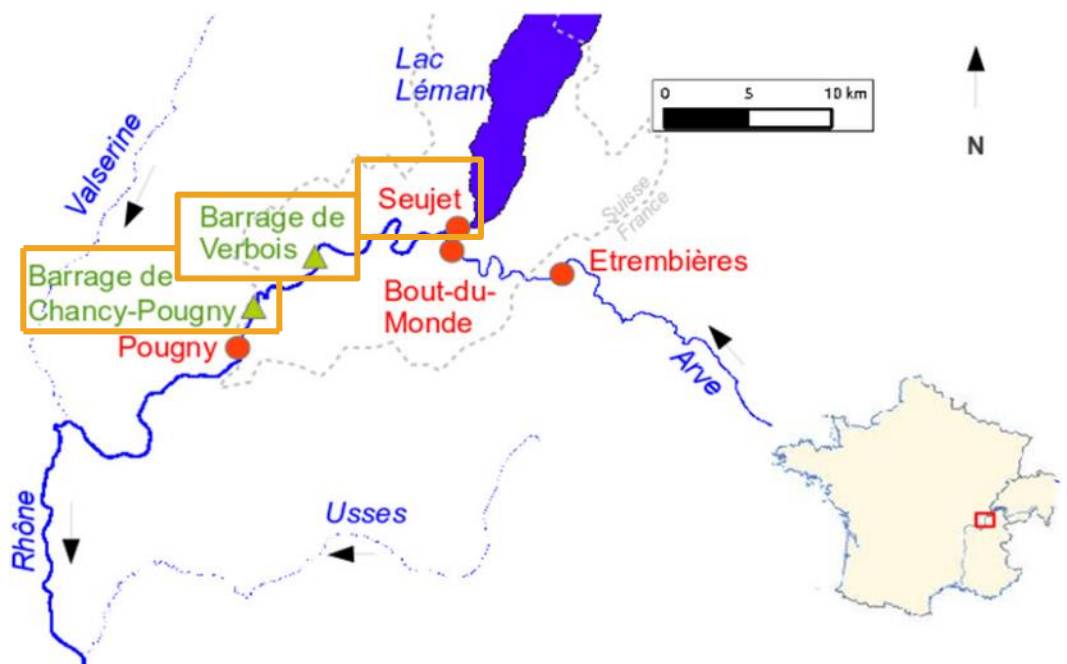 Lac
Léman
0 5 10 km
N
Valserine
Suisse
France
Seujet
Barrage de
Verbois
Etrembières
Barrage de
Chancy-Pougny
Bout-du-
Monde
Pougny
Arve
Rhône
Usses